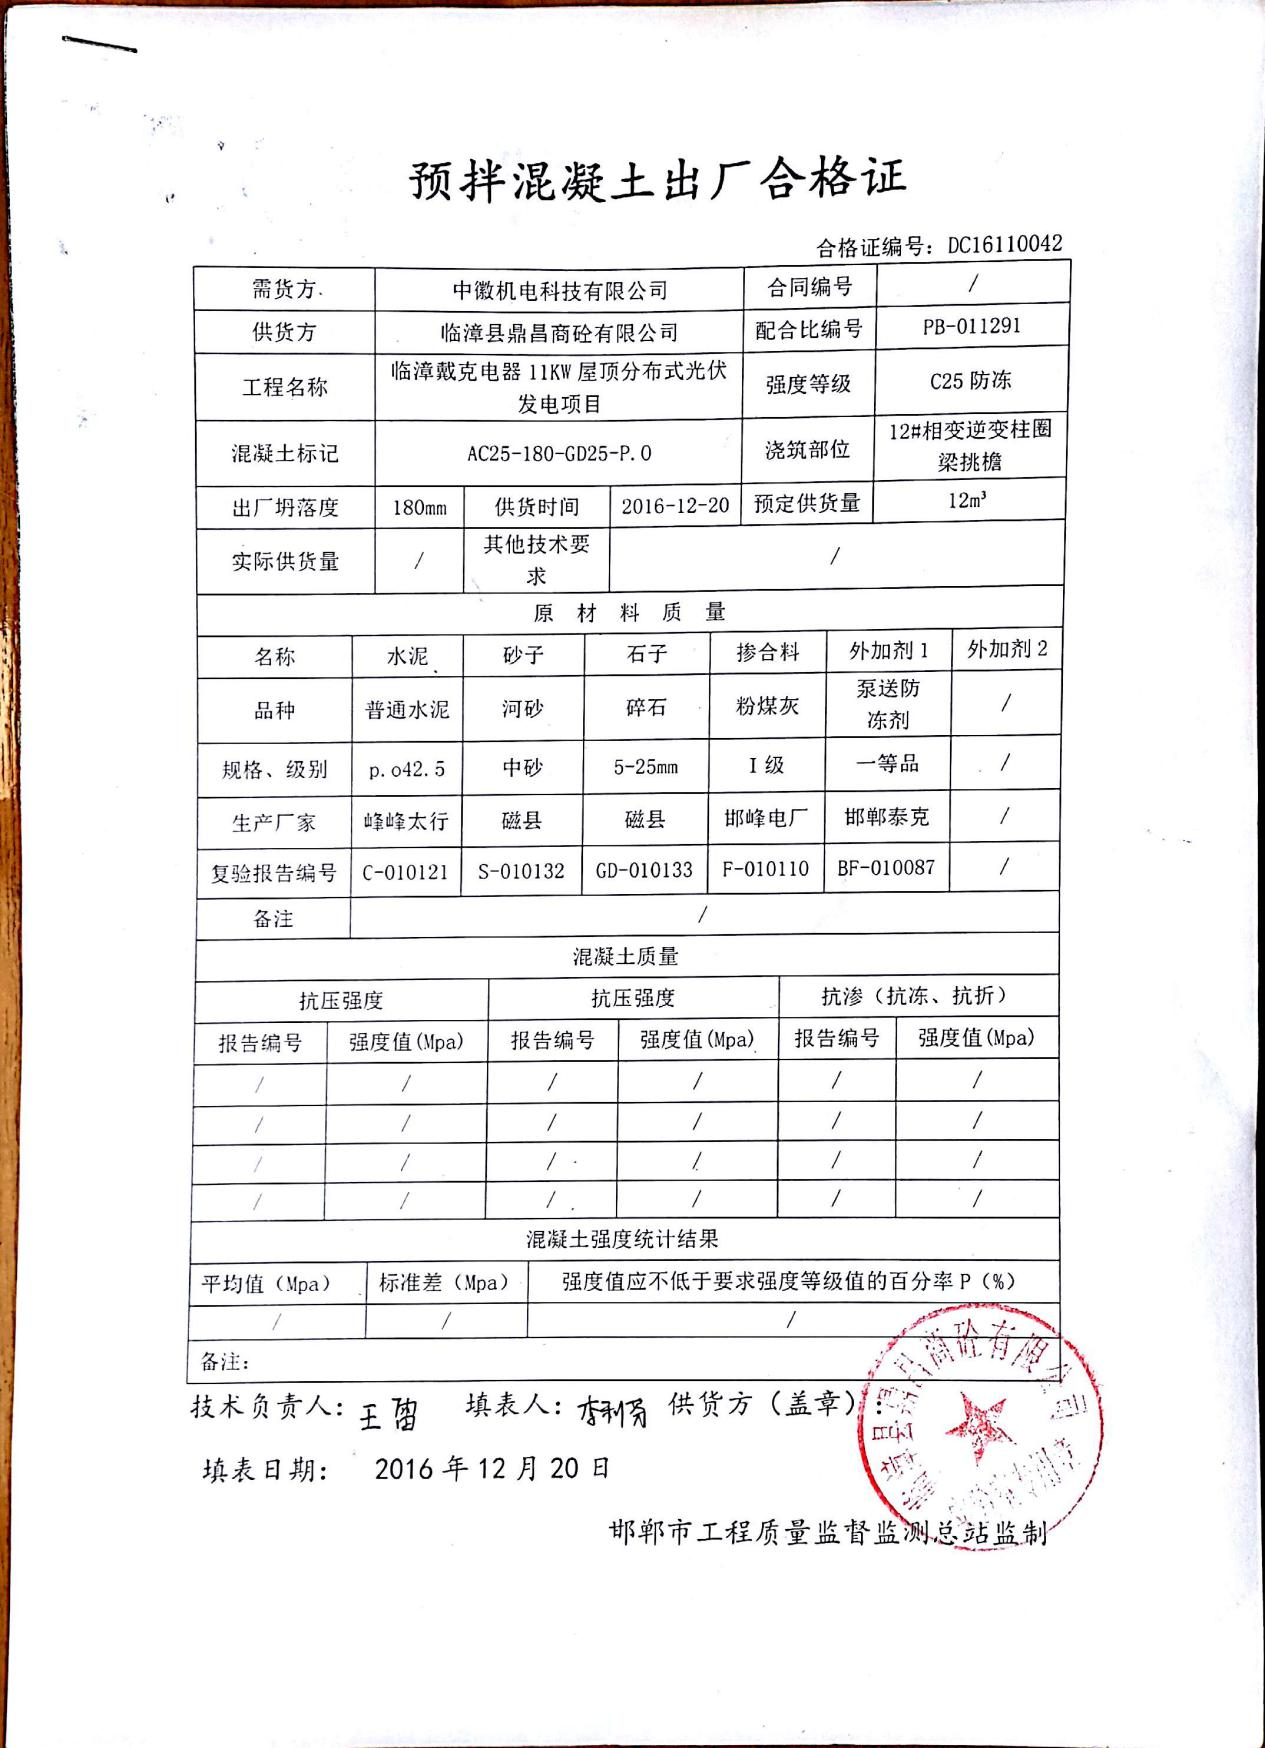 预拌混凝土出厂合格证
合格证编号：DC16110042
需货方 中徽机电科技有限公司 合同编号 /
供货方 临漳县鼎昌商砼有限公司 配合比编号 PB-011291
工程名称 临漳戴克电器11KW屋顶分布式光伏 强度等级 C25防冻
发电项目
混凝土标记 AC25-180-GD25-P.O 浇筑部位 12#相变逆变柱圈
梁挑檐
出厂坍落度 180mm 供货时间 2016-12-20 预定供货量 12m³
实际供货量 / 其他技术要 /
求
原 材 料 质 量
名称 水泥 砂子 石子 掺合料 外加剂1 外加剂2
品种 普通水泥 河砂 碎石 粉煤灰 泵送防 /
冻剂
规格、级别 p.o42.5 中砂 5-25mm I级 一等品 /
生产厂家 峰峰太行 磁县 磁县 邯峰电厂 邯郸泰克 /
复验报告编号 C-010121 S-010132 GD-010133 F-010110 BF-010087 /
备注 /
混凝土质量
抗压强度 抗压强度 抗渗（抗冻、抗折）
报告编号 强度值(Mpa) 报告编号 强度值(Mpa) 报告编号 强度值(Mpa)
/ / / / / /
/ / / / / /
/ / / / / /
/ / / / / /
混凝土强度统计结果
平均值（Mpa） 标准差（Mpa） 强度值应不低于要求强度等级值的百分率P（%）
/ / /
备注：
技术负责人：王雷 填表人：李利芬 供货方（盖章）：
填表日期： 2016年12月20日
邯郸市工程质量监督监测总站监制